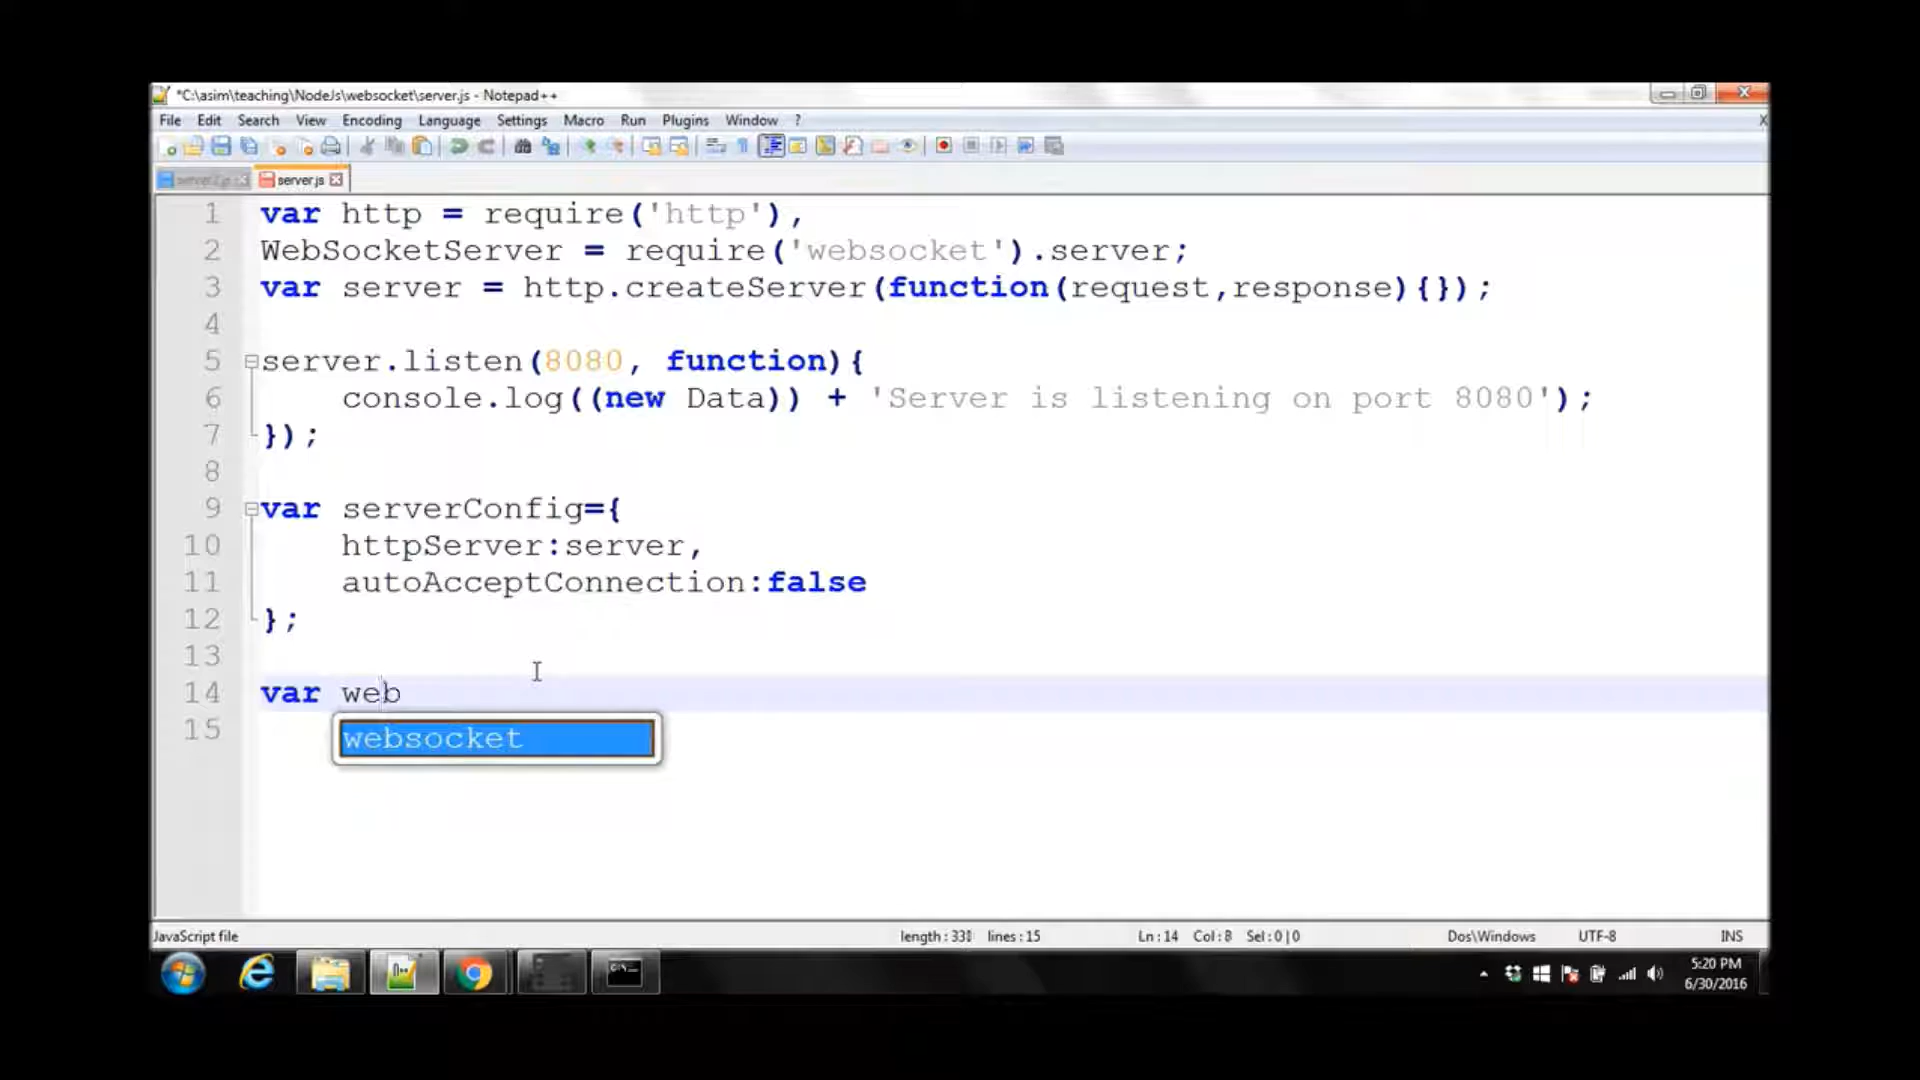 *C:\asim\teaching\NodeJs\websocket\server.js - Notepad++
File Edit Search View Encoding Language Settings Macro Run Plugins Window ? X
server.js
1 var http = require('http'),
2 WebSocketServer = require('websocket').server;
3 var server = http.createServer(function(request,response){});
4
5 server.listen(8080, function){
6 console.log((new Data)) + 'Server is listening on port 8080');
7 });
8
9 var serverConfig={
10 httpServer:server,
11 autoAcceptConnection:false
12 };
13
14 var web
15
websocket
JavaScript file length:331 lines:15 Ln:14 Col:8 Sel:0|0 Dos\Windows UTF-8 INS
5:20 PM
6/30/2016